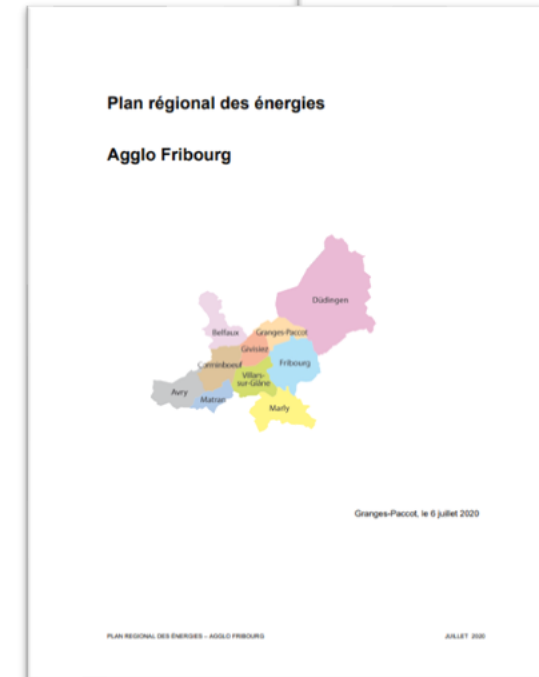 Plan régional des énergies
Agglo Fribourg
Düdingen
Belfaux
Granges-Paccot
Givisiez
Corminboeuf
Fribourg
Villars-
sur-Glâne
Avry
Matran
Marly
Granges-Paccot, le 6 juillet 2020
PLAN REGIONAL DES ÉNERGIES – AGGLO FRIBOURG
JUILLET 2020